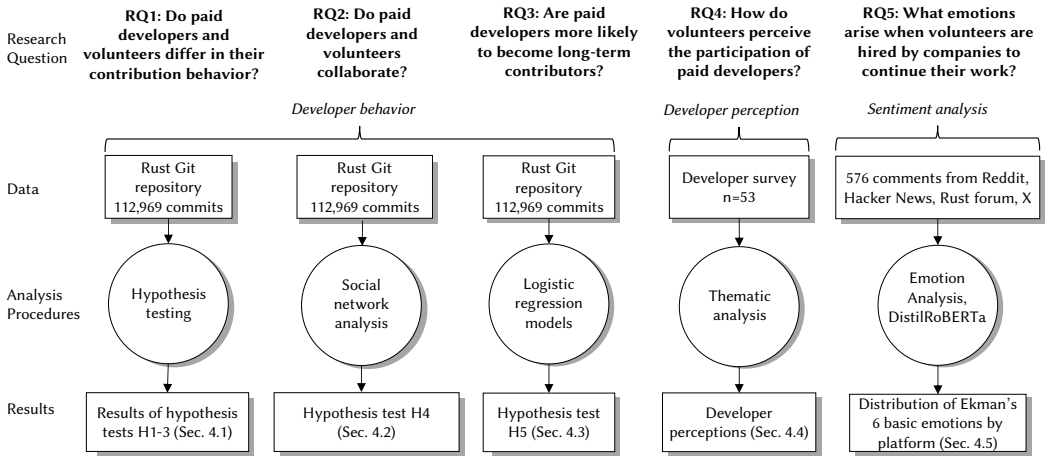 Research
Question
RQ1: Do paid
developers and
volunteers differ in their
contribution behavior?
RQ2: Do paid
developers and
volunteers
collaborate?
RQ3: Are paid
developers more likely
to become long-term
contributors?
RQ4: How do
volunteers perceive
the participation of
paid developers?
RQ5: What emotions
arise when volunteers are
hired by companies to
continue their work?
Developer behavior
Developer perception
Sentiment analysis
Data
Rust Git
repository
112,969 commits
Rust Git
repository
112,969 commits
Rust Git
repository
112,969 commits
Developer survey
n=53
576 comments from Reddit,
Hacker News, Rust forum, X
Analysis
Procedures
Hypothesis
testing
Social
network
analysis
Logistic
regression
models
Thematic
analysis
Emotion
Analysis,
DistilRoBERTa
Results
Results of hypothesis
tests H1-3 (Sec. 4.1)
Hypothesis test H4
(Sec. 4.2)
Hypothesis test
H5 (Sec. 4.3)
Developer
perceptions (Sec. 4.4)
Distribution of Ekman's
6 basic emotions by
platform (Sec. 4.5)